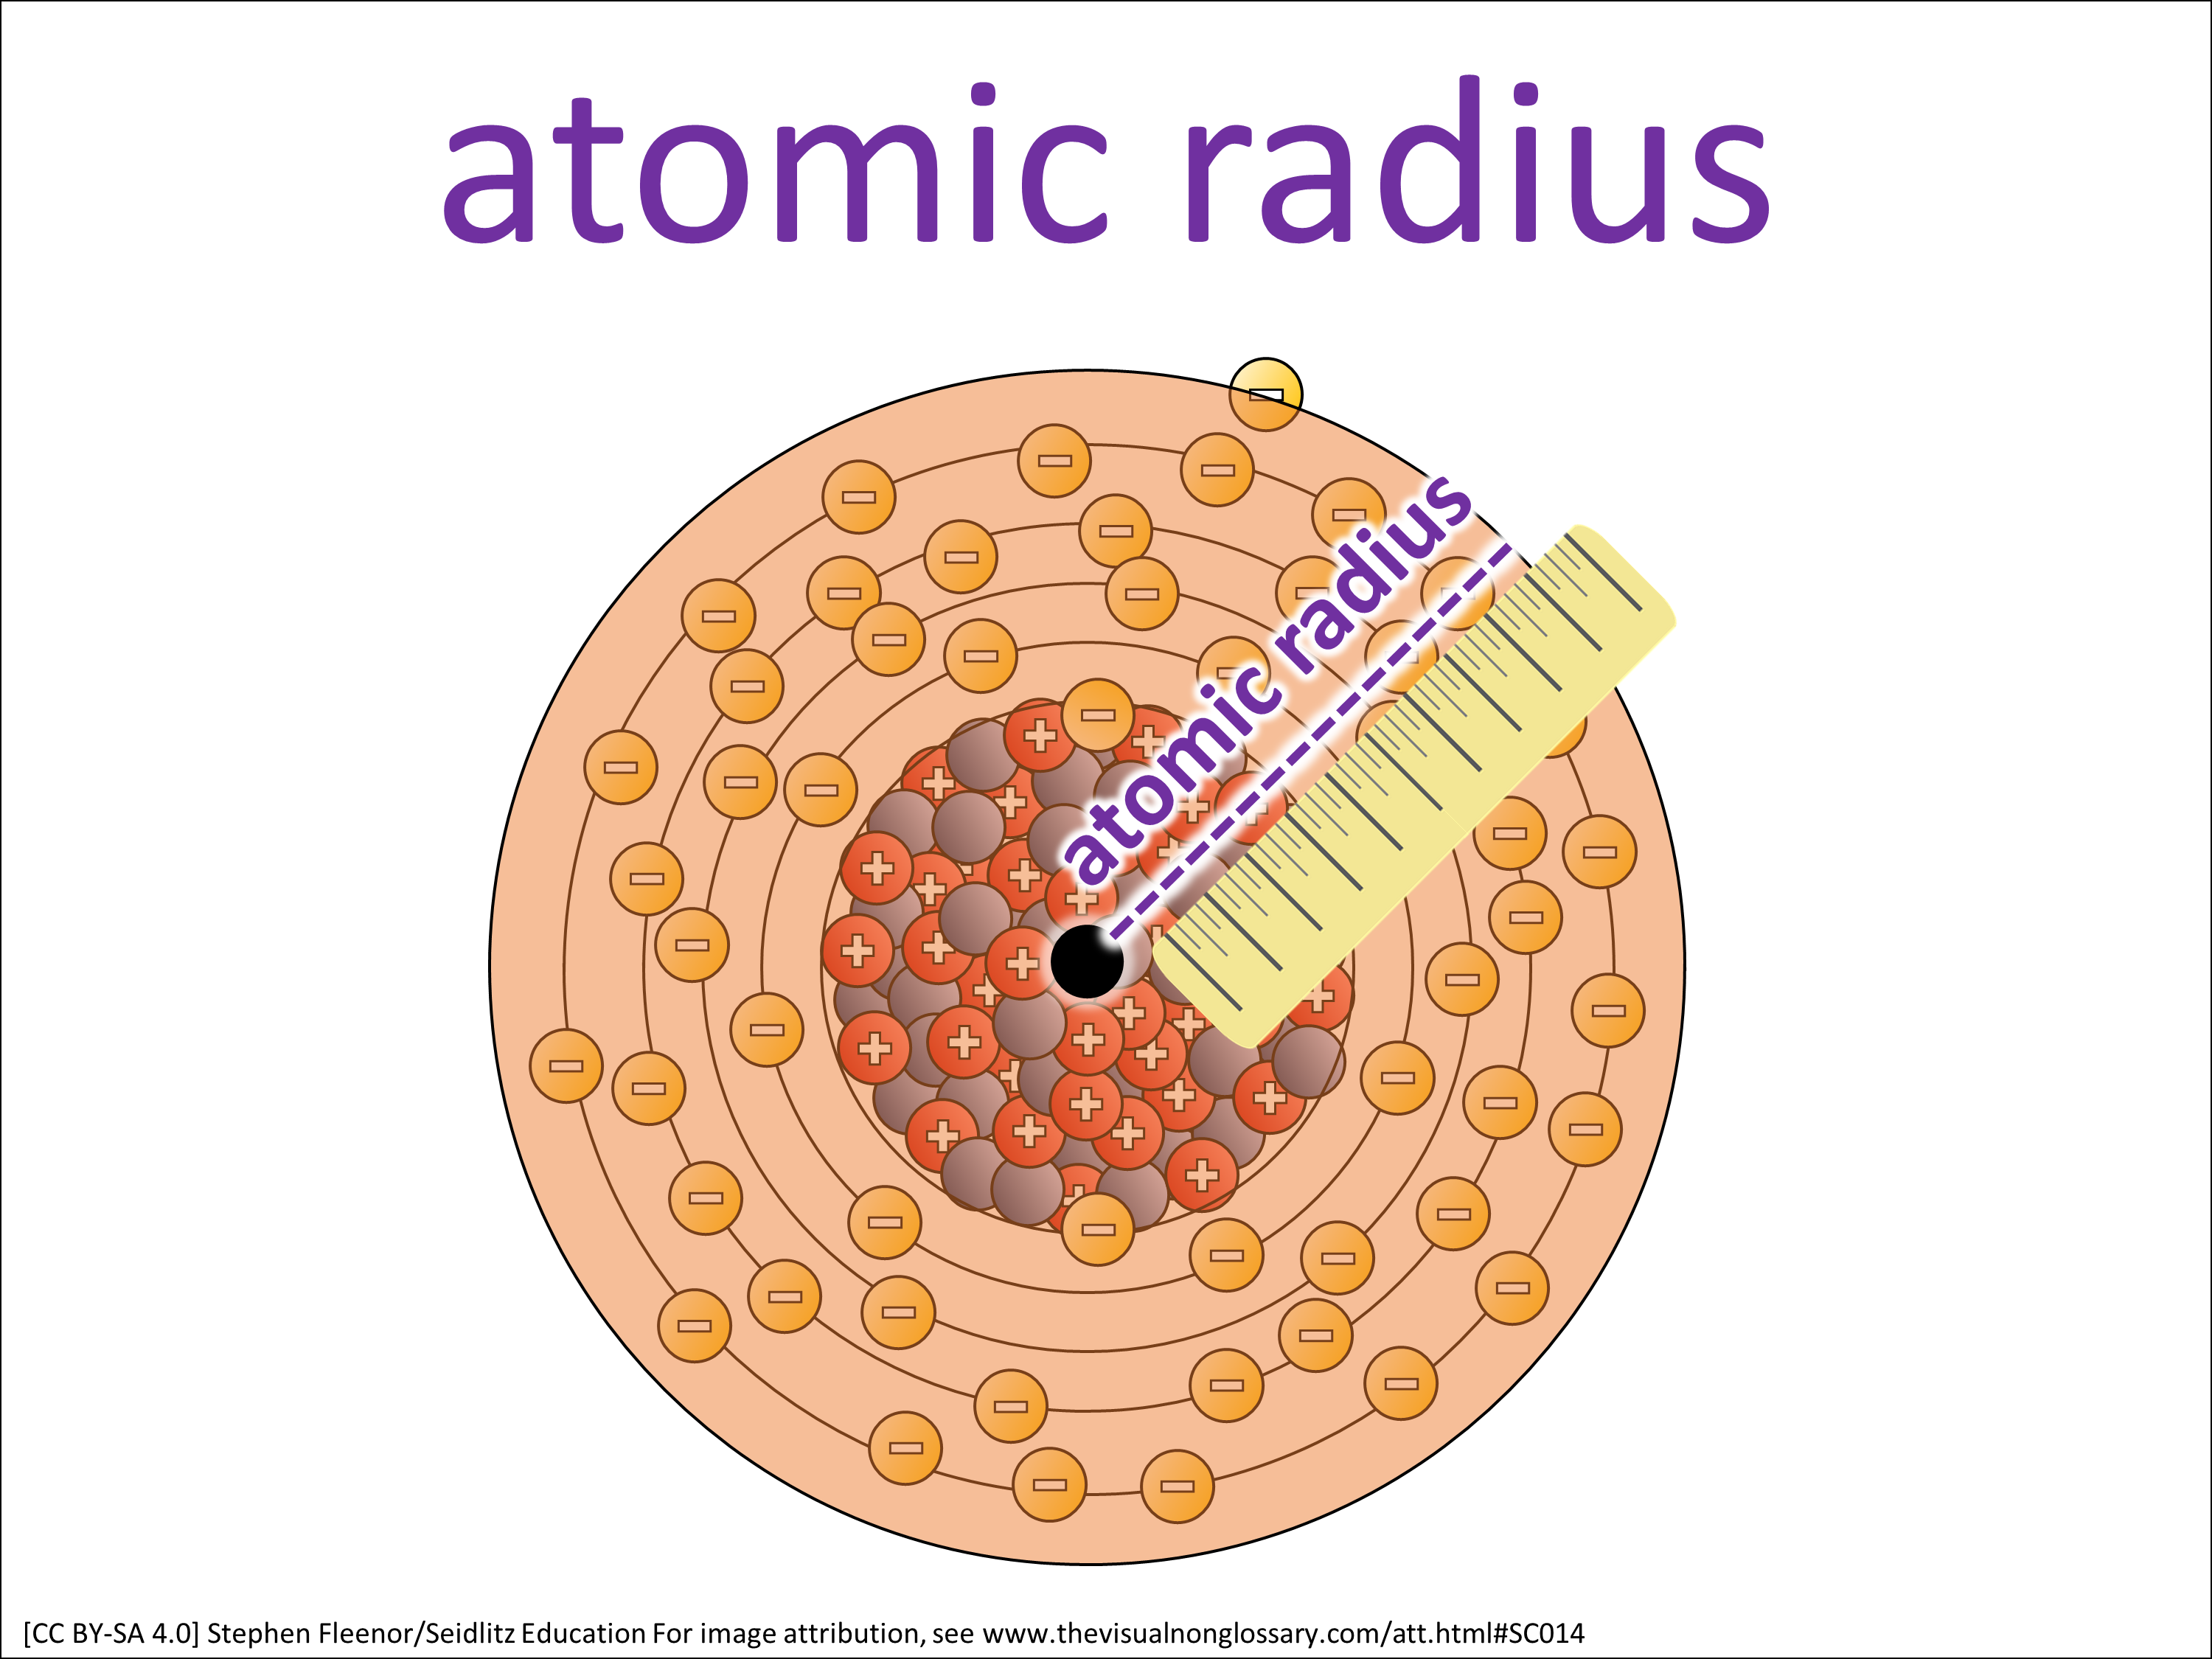 atomic radius
atomic radius
[CC BY-SA 4.0] Stephen Fleenor/Seidlitz Education For image attribution, see www.thevisualnonglossary.com/att.html#SC014